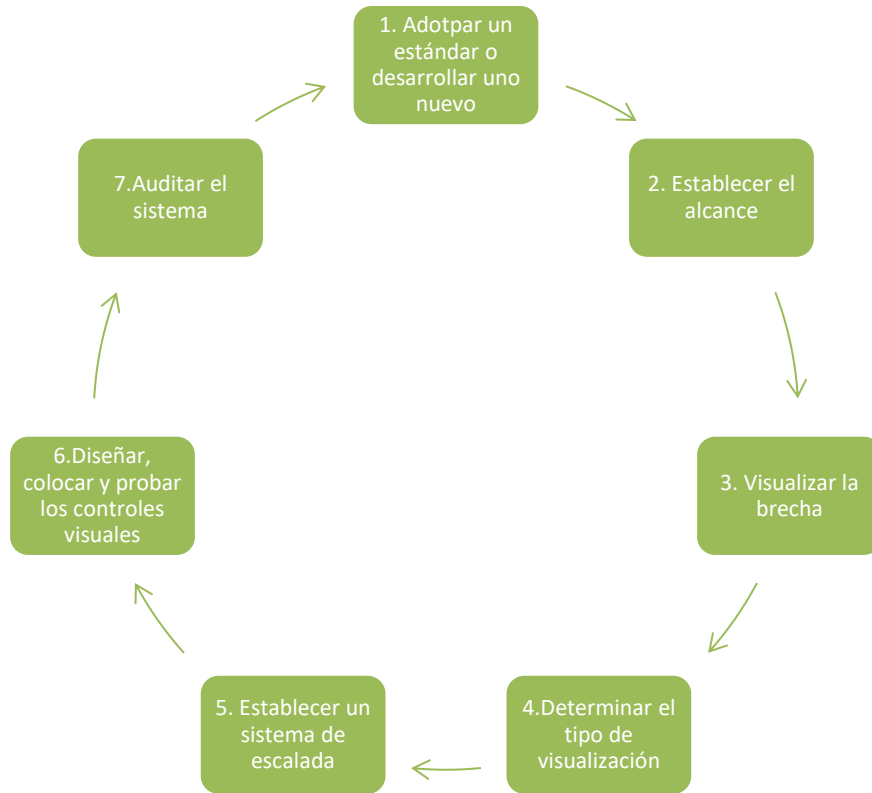 1. Adotpar un
estándar o
desarrollar uno
nuevo
2. Establecer el
alcance
3. Visualizar la
brecha
4.Determinar el
tipo de
visualización
5. Establecer un
sistema de
escalada
6.Diseñar,
colocar y probar
los controles
visuales
7.Auditar el
sistema